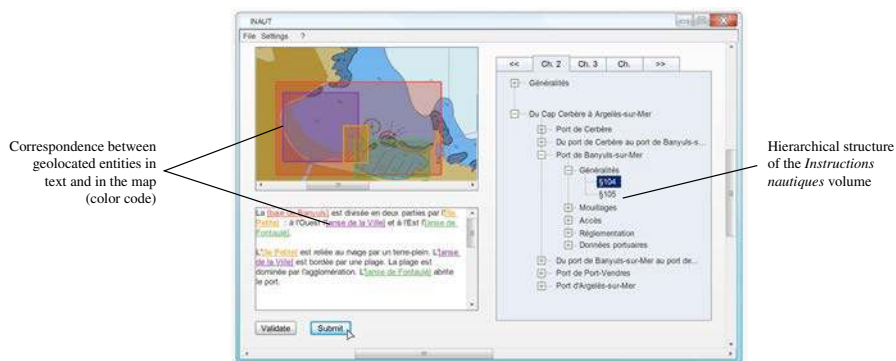 INAUT
File Settings ?
<< Ch. 2 Ch. 3 Ch. >>
Généralités
Du Cap Cerbère à Argelès-sur-Mer
Port de Cerbère
Du port de Cerbère au port de Banyuls-s...
Port de Banyuls-sur-Mer
Généralités
§104
§105
Mouillages
Accès
Réglementation
Données portuaires
Du port de Banyuls-sur-Mer au port de...
Port de Port-Vendres
Port d'Argelès-sur-Mer
La [baie de Banyuls] est divisée en deux parties par l'[île
Petite] : à l'Ouest l'[anse de la Ville] et à l'Est l'[anse de
Fontaulé].
L'[île Petite] est reliée au rivage par un terre-plein. L'[anse
de la Ville] est bordée par une plage. La plage est
dominée par l'agglomération. L'[anse de Fontaulé] abrite
le port.
Validate Submit
Correspondence between
geolocated entities in
text and in the map
(color code)
Hierarchical structure
of the Instructions
nautiques volume